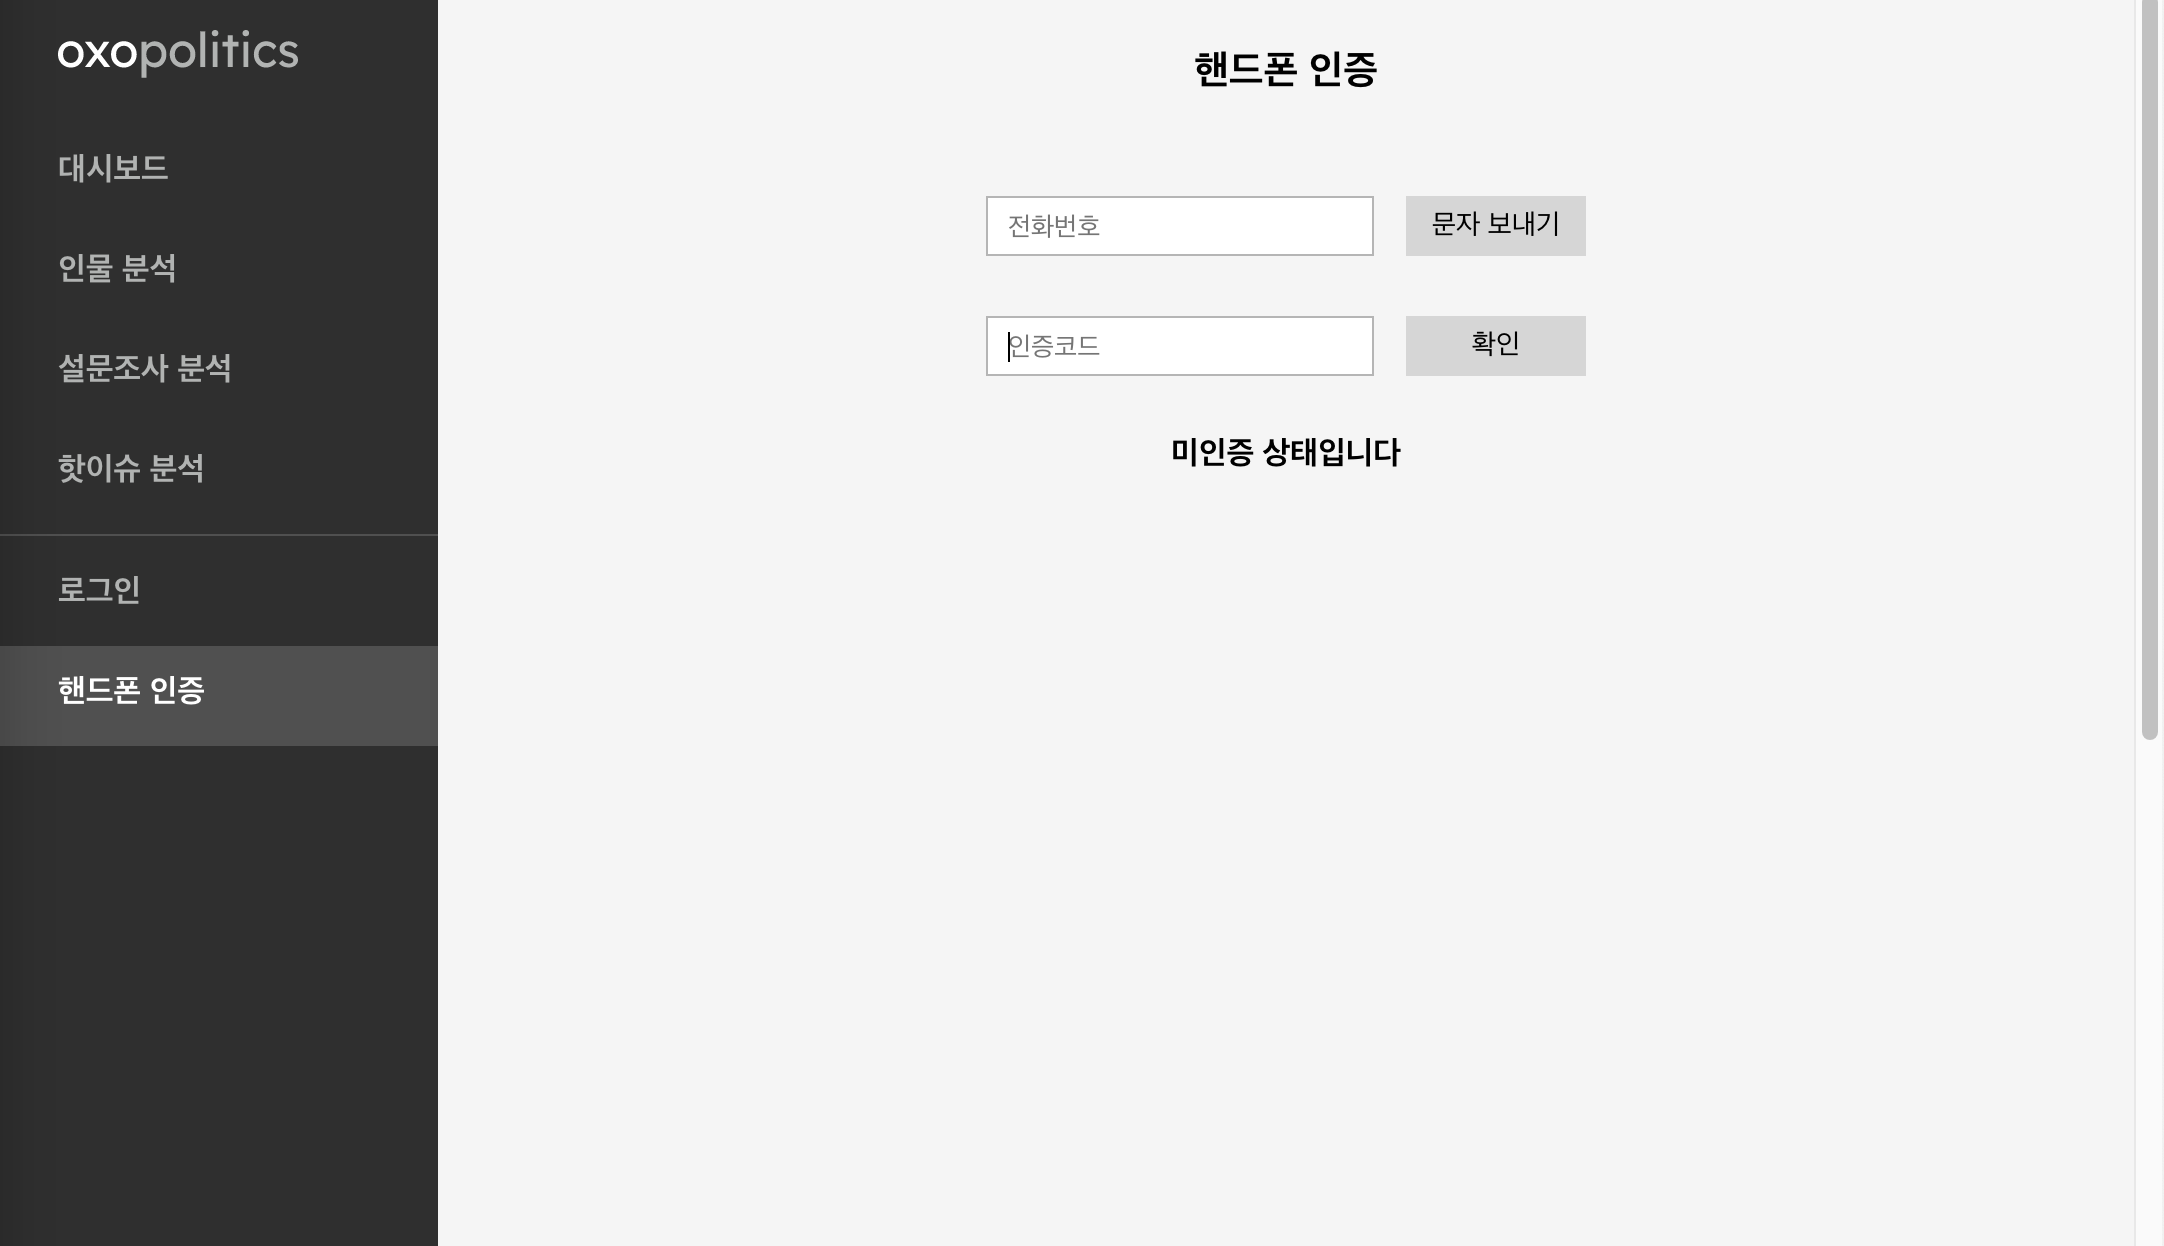 oxopolitics
대시보드
인물 분석
설문조사 분석
핫이슈 분석
로그인
핸드폰 인증
핸드폰 인증
전화번호
문자 보내기
인증코드
확인
미인증 상태입니다